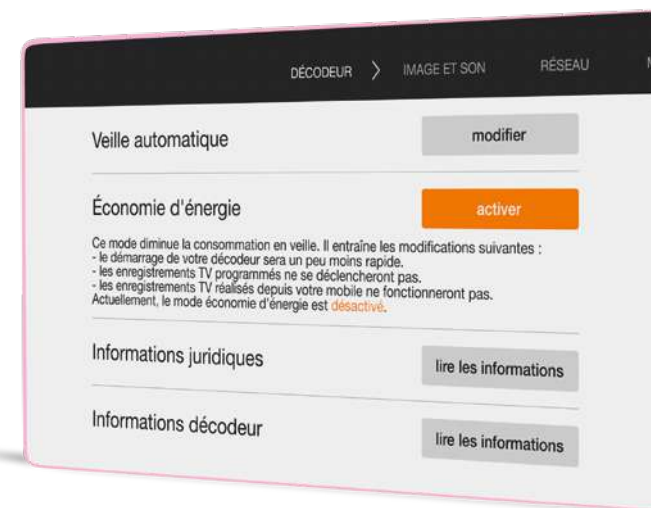 DÉCODEUR > IMAGE ET SON RÉSEAU
Veille automatique modifier
Économie d'énergie activer
Ce mode diminue la consommation en veille. Il entraîne les modifications suivantes :
- le démarrage de votre décodeur sera un peu moins rapide.
- les enregistrements TV programmés ne se déclencheront pas.
- les enregistrements TV réalisés depuis votre mobile ne fonctionneront pas.
Actuellement, le mode économie d'énergie est désactivé.
Informations juridiques lire les informations
Informations décodeur lire les informations